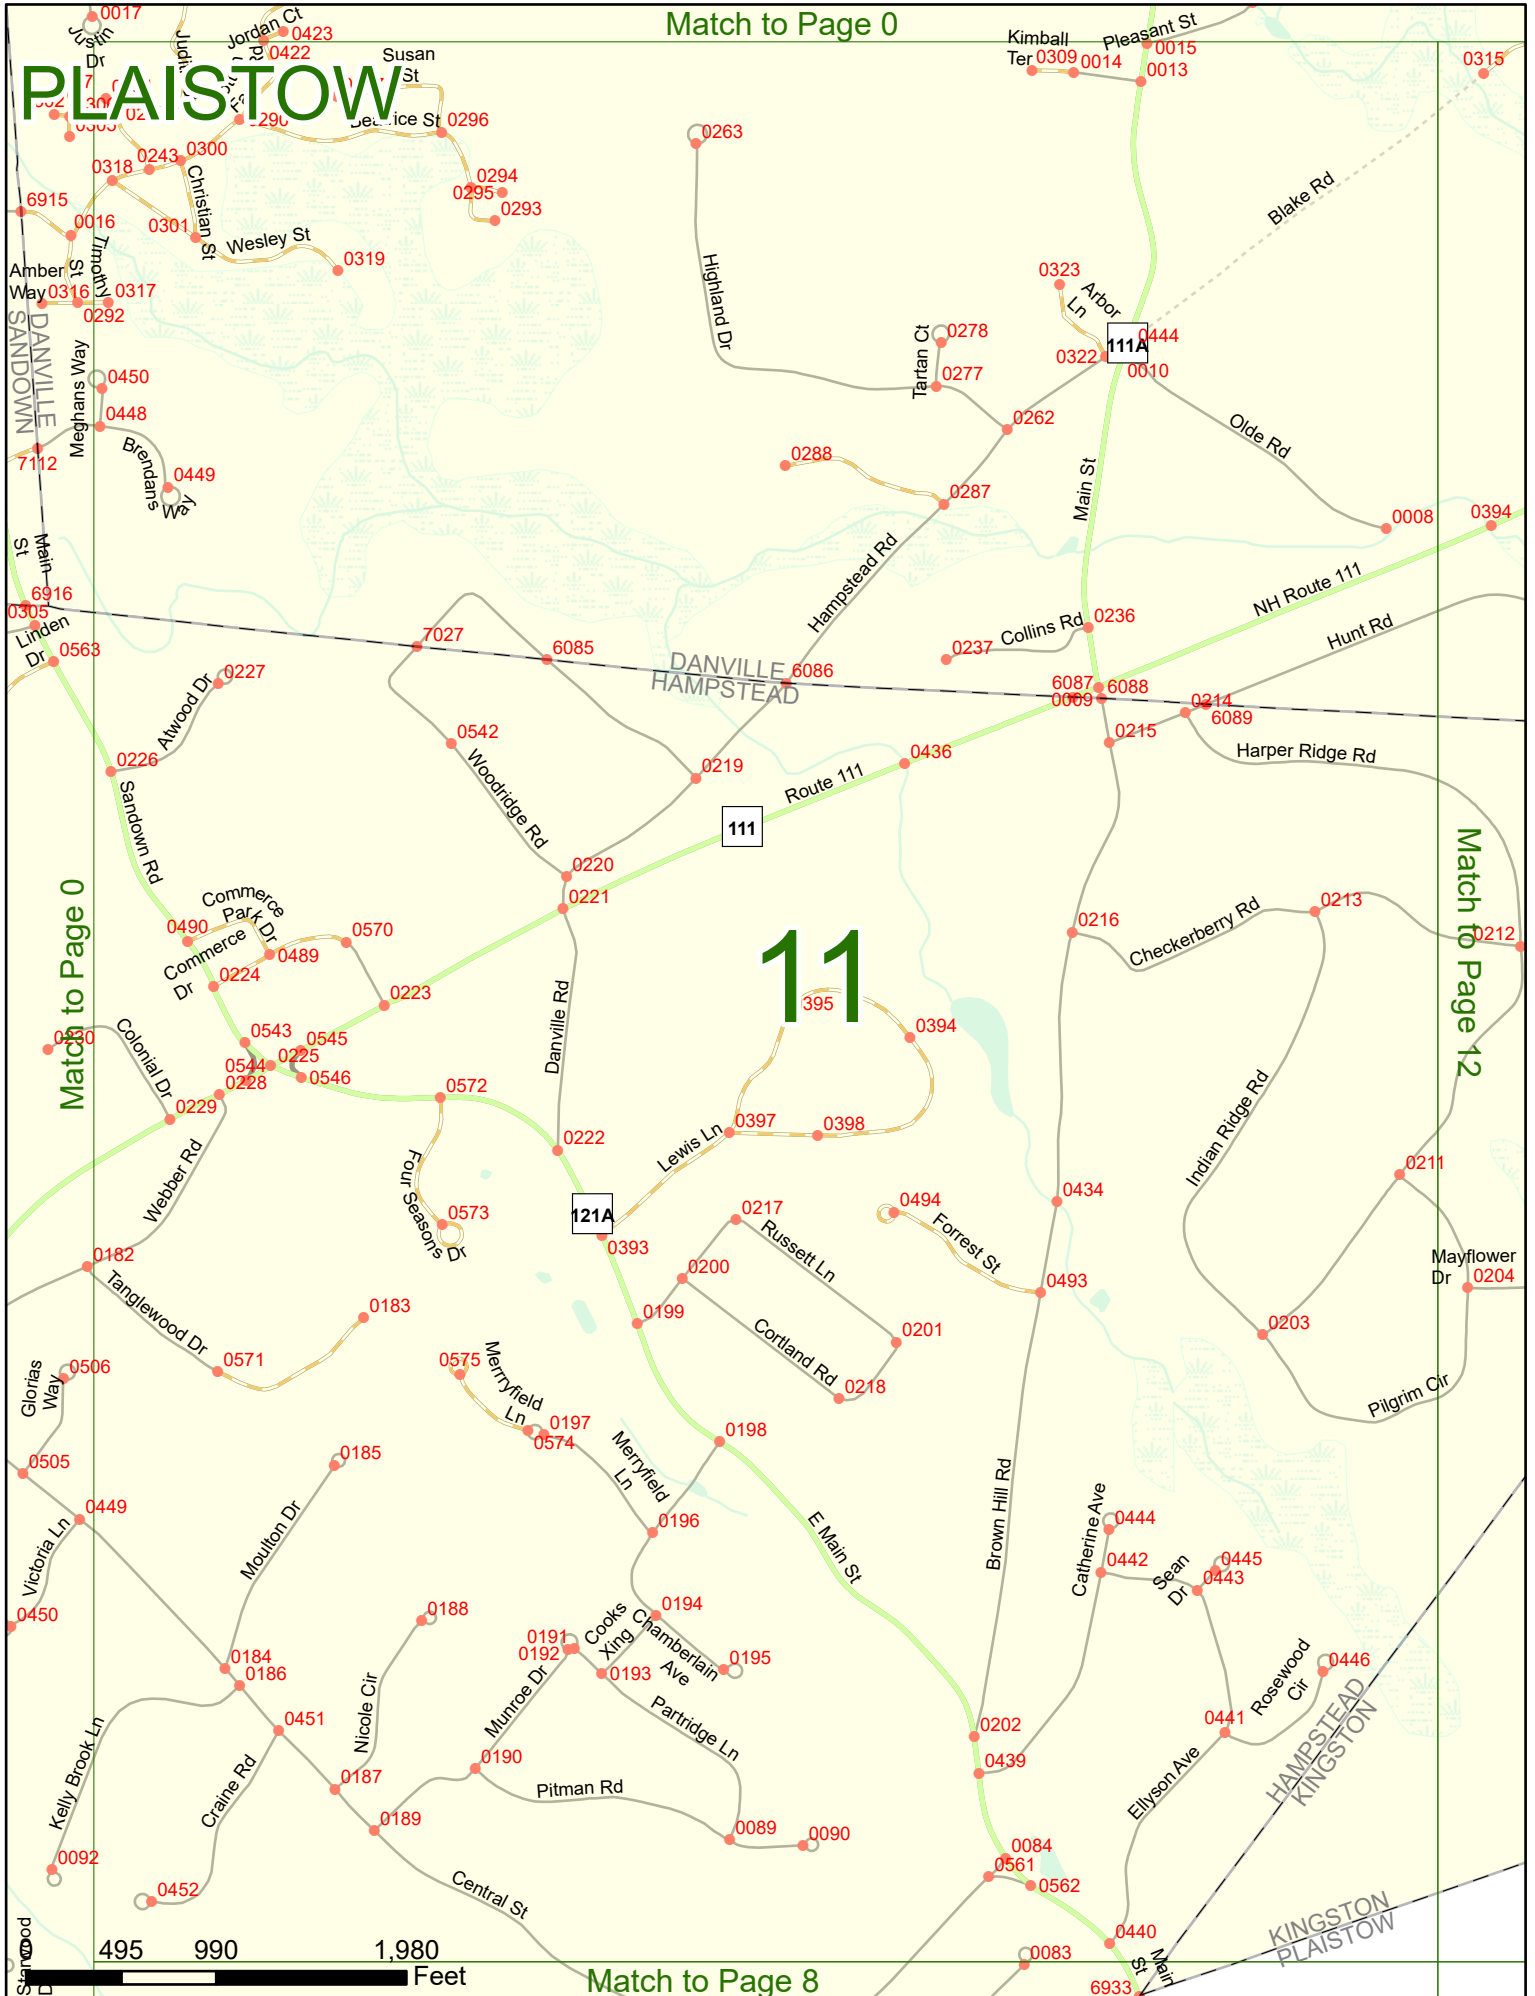 Match to Page 0
PLAISTOW
0017
Justin
Dr
Jordan Ct
0423
0422
Susan
St
Beatrice St
0296
0290
0294
0295
0293
0243
0300
0318
Christian St
6915
0016
0301
Wesley St
0319
Timothy
St
Amber
Way
0316
0317
0292
DANVILLE
SANDOWN
Meghans Way
0450
0448
Brendans
Way
0449
7112
Main
St
Kimball
Ter
0309
0014
Pleasant St
0015
0013
0315
0263
Highland Dr
Blake Rd
0323
Arbor
Ln
0322
111A
0444
0010
Tartan Ct
0278
0277
0262
Olde Rd
0288
0287
Main St
0008
0394
Hampstead Rd
NH Route 111
Hunt Rd
6916
0305
Linden
Dr
0563
0227
Atwood Dr
0226
7027
6085
DANVILLE
HAMPSTEAD
6086
0237
Collins Rd
0236
6087
6088
0009
0214
6089
0215
Harper Ridge Rd
0542
Woodridge Rd
0219
0436
Route 111
111
Sandown Rd
0220
0221
Match to Page 0
Match to Page 12
Commerce
Park Dr
0490
0570
0489
Commerce
Dr
0224
0223
11
0216
Checkerberry Rd
0213
0212
Danville Rd
395
0394
0230
Colonial Dr
0543
0545
0225
0544
0546
0228
0229
0572
0222
Lewis Ln
0397
0398
Indian Ridge Rd
0211
Webber Rd
Four Seasons Dr
0573
121A
0393
0217
Russett Ln
0494
Forrest St
0434
0493
Mayflower
Dr
0204
0182
Tanglewood Dr
0183
0571
0200
0199
Cortland Rd
0201
0218
0203
Pilgrim Cir
Glorias
Way
0506
0575
Merrryfield
Ln
0197
0574
Merryfield
Ln
0198
0505
0185
0449
Victoria Ln
Moulton Dr
0196
E Main St
Brown Hill Rd
Catherine Ave
0444
0442
Sean
Dr
0445
0443
0450
0188
0194
Cooks
Xing
Chamberlain
Ave
0191
0192
0195
0193
0184
0186
Munroe Dr
Partridge Ln
Nicole Cir
0451
Kelly Brook Ln
Craine Rd
0190
0187
Pitman Rd
0189
0089
0090
0202
0439
0441
Rosewood
Cir
0446
HAMPSTEAD
KINGSTON
Ellyson Ave
0092
0452
Central St
0084
0561
0562
0440
Main
St
KINGSTON
PLAISTOW
0083
6933
0
495
990
1,980
Feet
Match to Page 8